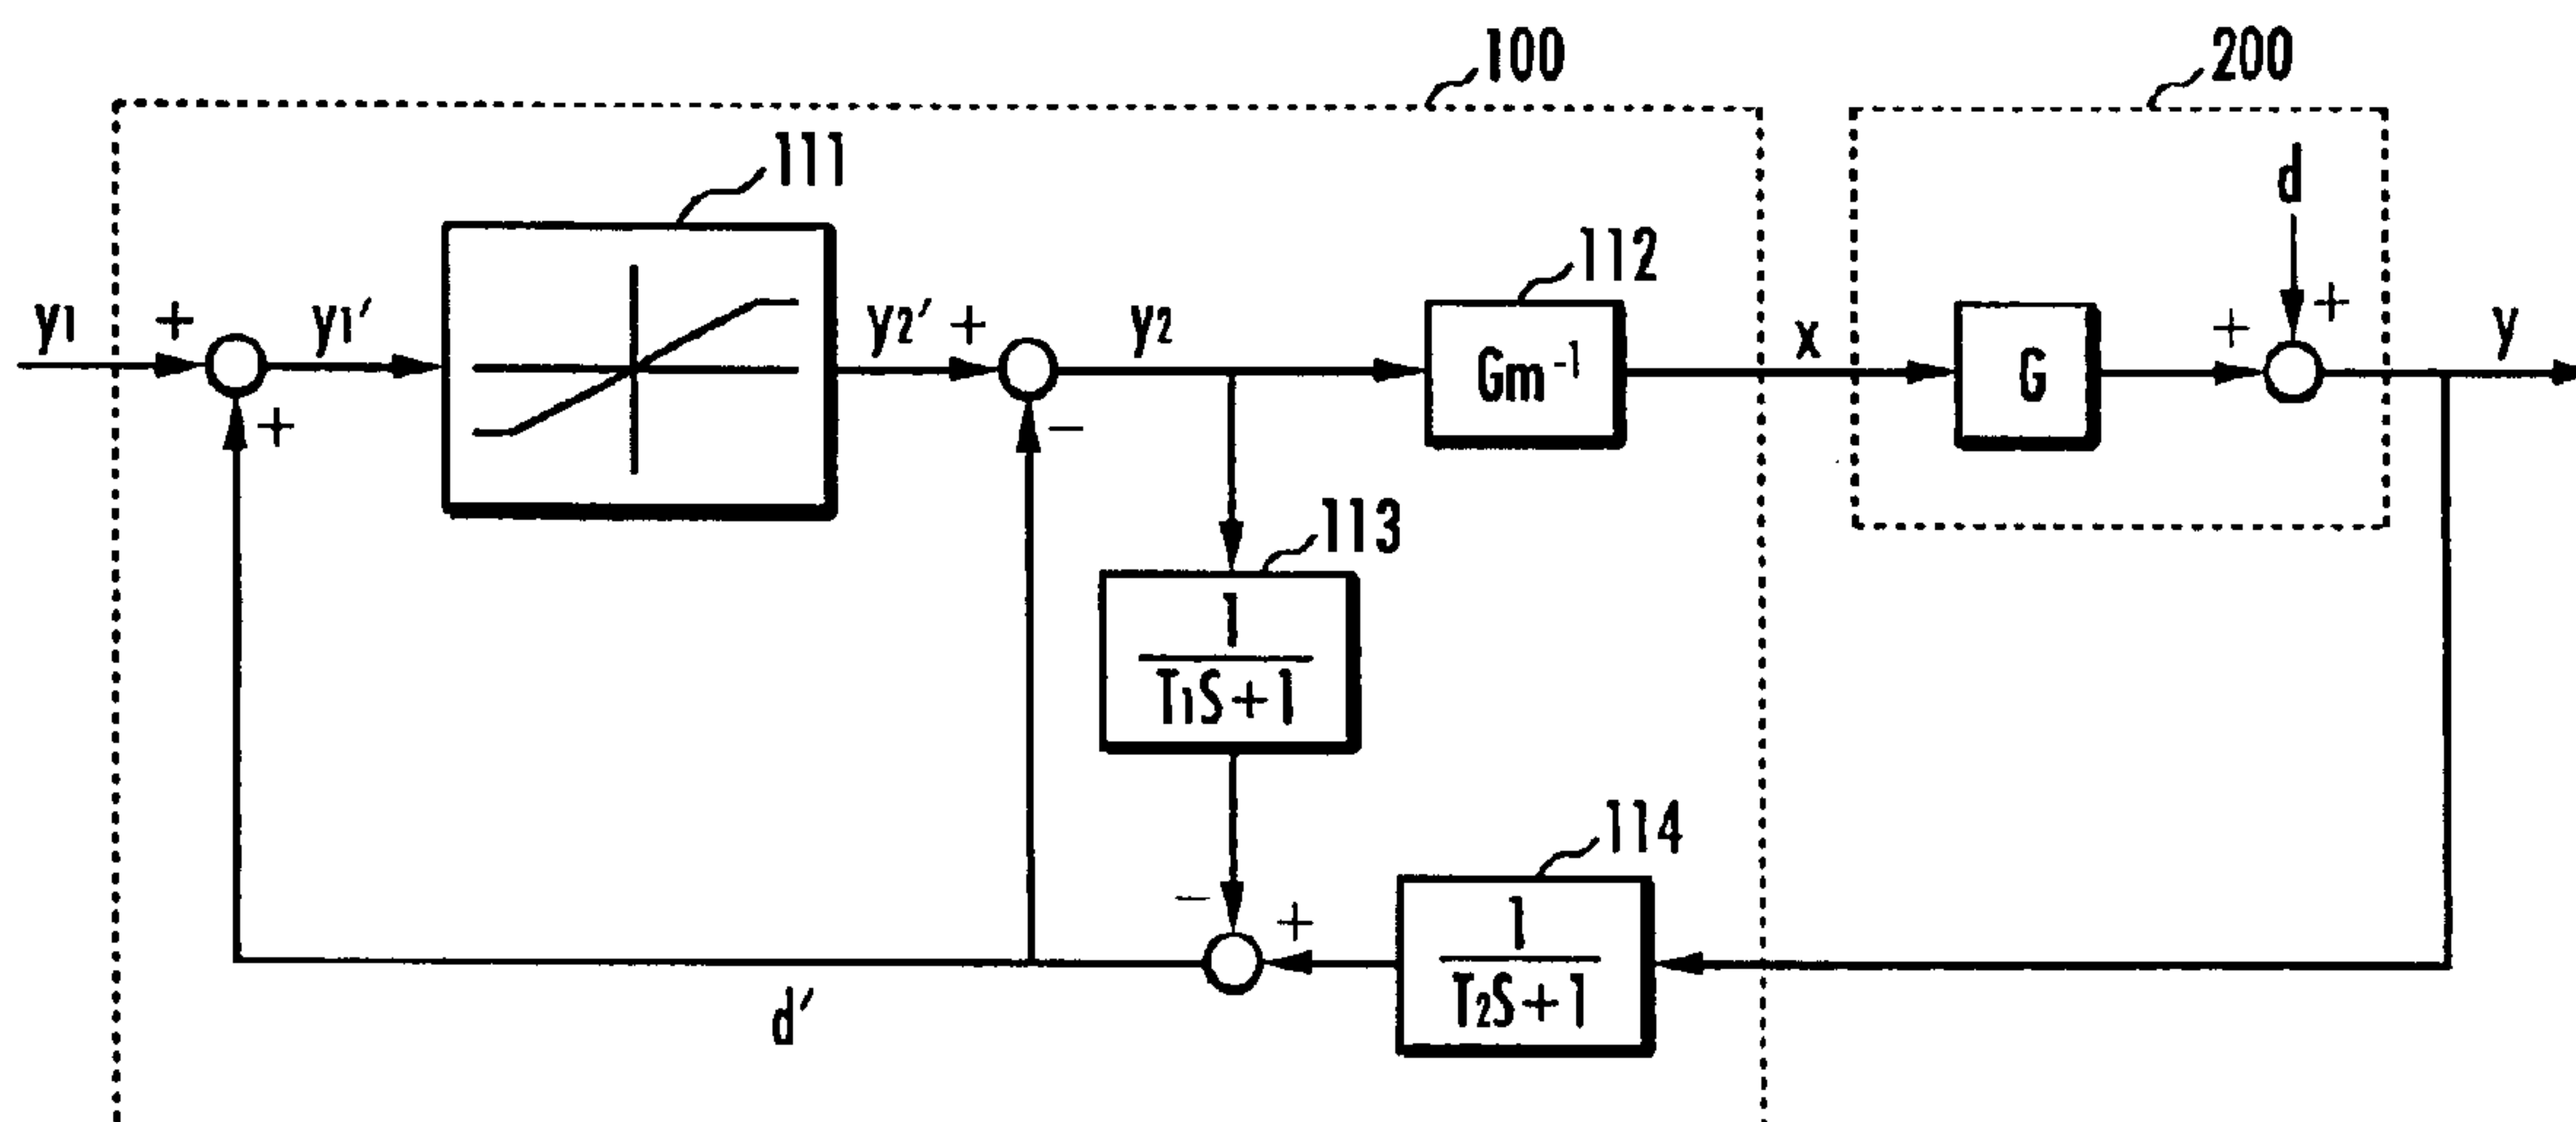 100
200
111
d
112
y1
+
y1′
y2′
+
y2
x
+
+
y
+
−
Gm⁻¹
G
113
1
T1S+1
114
−
+
1
T2S+1
d′